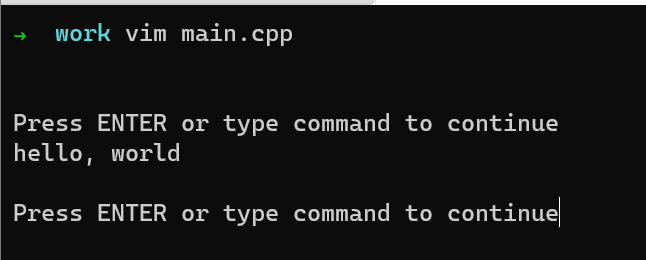 → work vim main.cpp
Press ENTER or type command to continue
hello, world
Press ENTER or type command to continue